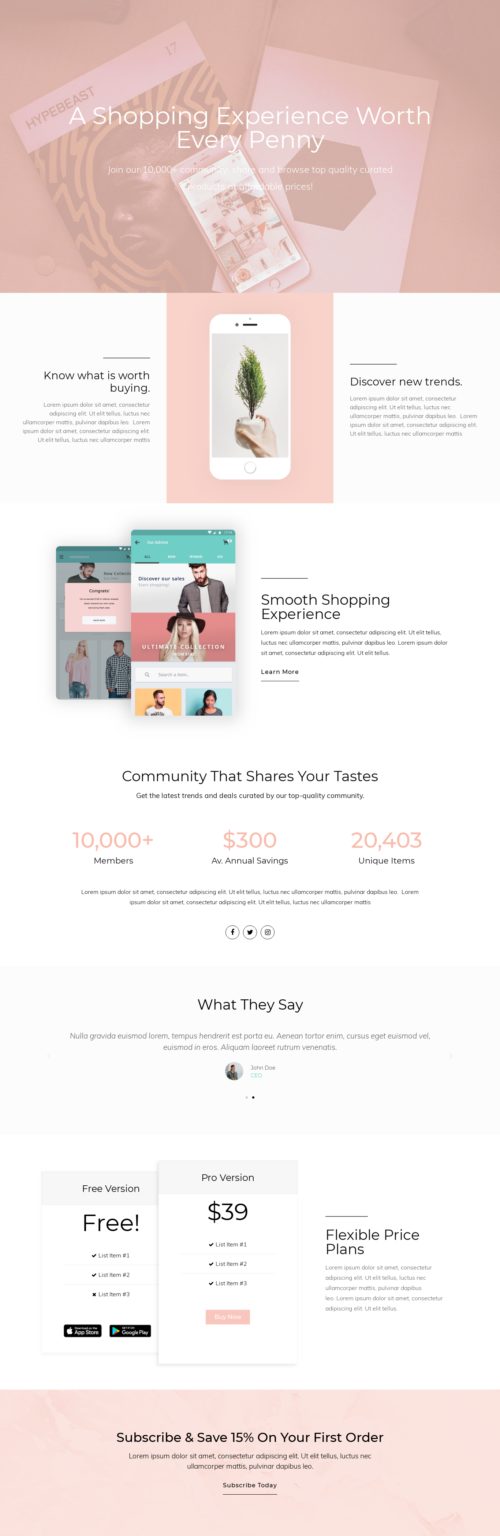 HYPEBEAST
17
A Shopping Experience Worth
Every Penny
Join our 10,000+ community, share and browse top quality curated
products at affordable prices!
Know what is worth
buying.
Lorem ipsum dolor sit amet, consectetur
adipiscing elit. Ut elit tellus, luctus nec
ullamcorper mattis, pulvinar dapibus leo. Lorem
ipsum dolor sit amet, consectetur adipiscing elit.
Ut elit tellus, luctus nec ullamcorper mattis
Discover new trends.
Lorem ipsum dolor sit amet, consectetur
adipiscing elit. Ut elit tellus, luctus nec
ullamcorper mattis, pulvinar dapibus leo. Lorem
ipsum dolor sit amet, consectetur adipiscing elit.
Ut elit tellus, luctus nec ullamcorper mattis
New Collec
Congrats!
ALL
Discover our sales
Start shopping!
ULTIMATE COLLECTION
Search a item..
Smooth Shopping
Experience
Lorem ipsum dolor sit amet, consectetur adipiscing elit. Ut elit tellus,
luctus nec ullamcorper mattis, pulvinar dapibus leo. Lorem ipsum dolor
sit amet, consectetur adipiscing elit. Ut elit tellus.
Learn More
Community That Shares Your Tastes
Get the latest trends and deals curated by our top-quality community.
10,000+
Members
$300
Av. Annual Savings
20,403
Unique Items
Lorem ipsum dolor sit amet, consectetur adipiscing elit. Ut elit tellus, luctus nec ullamcorper mattis, pulvinar dapibus leo. Lorem
ipsum dolor sit amet, consectetur adipiscing elit. Ut elit tellus, luctus nec ullamcorper mattis
What They Say
Nulla gravida euismod lorem, tempus hendrerit est porta eu. Aenean tortor enim, cursus eget euismod vel,
euismod in eros. Aliquam laoreet rutrum venenatis.
John Doe
CEO
Free Version
Free!
List Item #1
List Item #2
List Item #3
Download on the
App Store
GET IT ON
Google Play
Pro Version
$39
List Item #1
List Item #2
List Item #3
Buy Now
Flexible Price
Plans
Lorem ipsum dolor sit amet, consectetur
adipiscing elit. Ut elit tellus, luctus nec
ullamcorper mattis, pulvinar dapibus
leo. Lorem ipsum dolor sit amet, consectetur
adipiscing elit. Ut elit tellus.
Subscribe & Save 15% On Your First Order
Lorem ipsum dolor sit amet, consectetur adipiscing elit. Ut elit tellus, luctus nec
ullamcorper mattis, pulvinar dapibus leo.
Subscribe Today